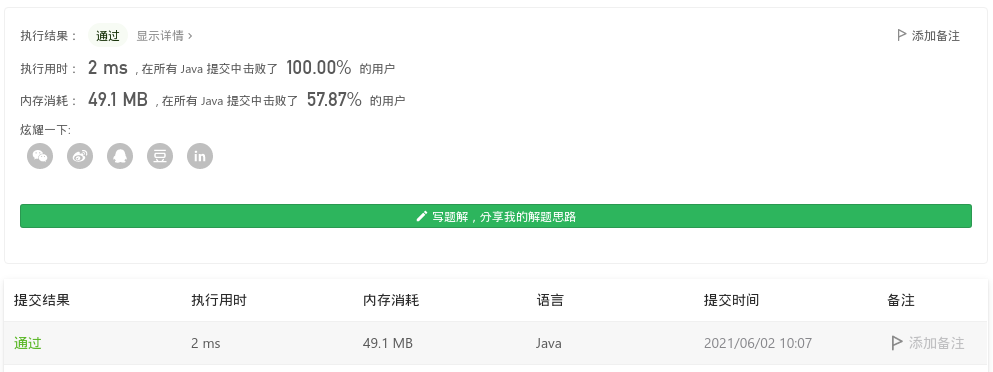 执行结果： 通过 显示详情 › 添加备注
执行用时： 2 ms , 在所有 Java 提交中击败了 100.00% 的用户
内存消耗： 49.1 MB , 在所有 Java 提交中击败了 57.87% 的用户
炫耀一下:
in
写题解，分享我的解题思路
提交结果 执行用时 内存消耗 语言 提交时间 备注
通过 2 ms 49.1 MB Java 2021/06/02 10:07 添加备注